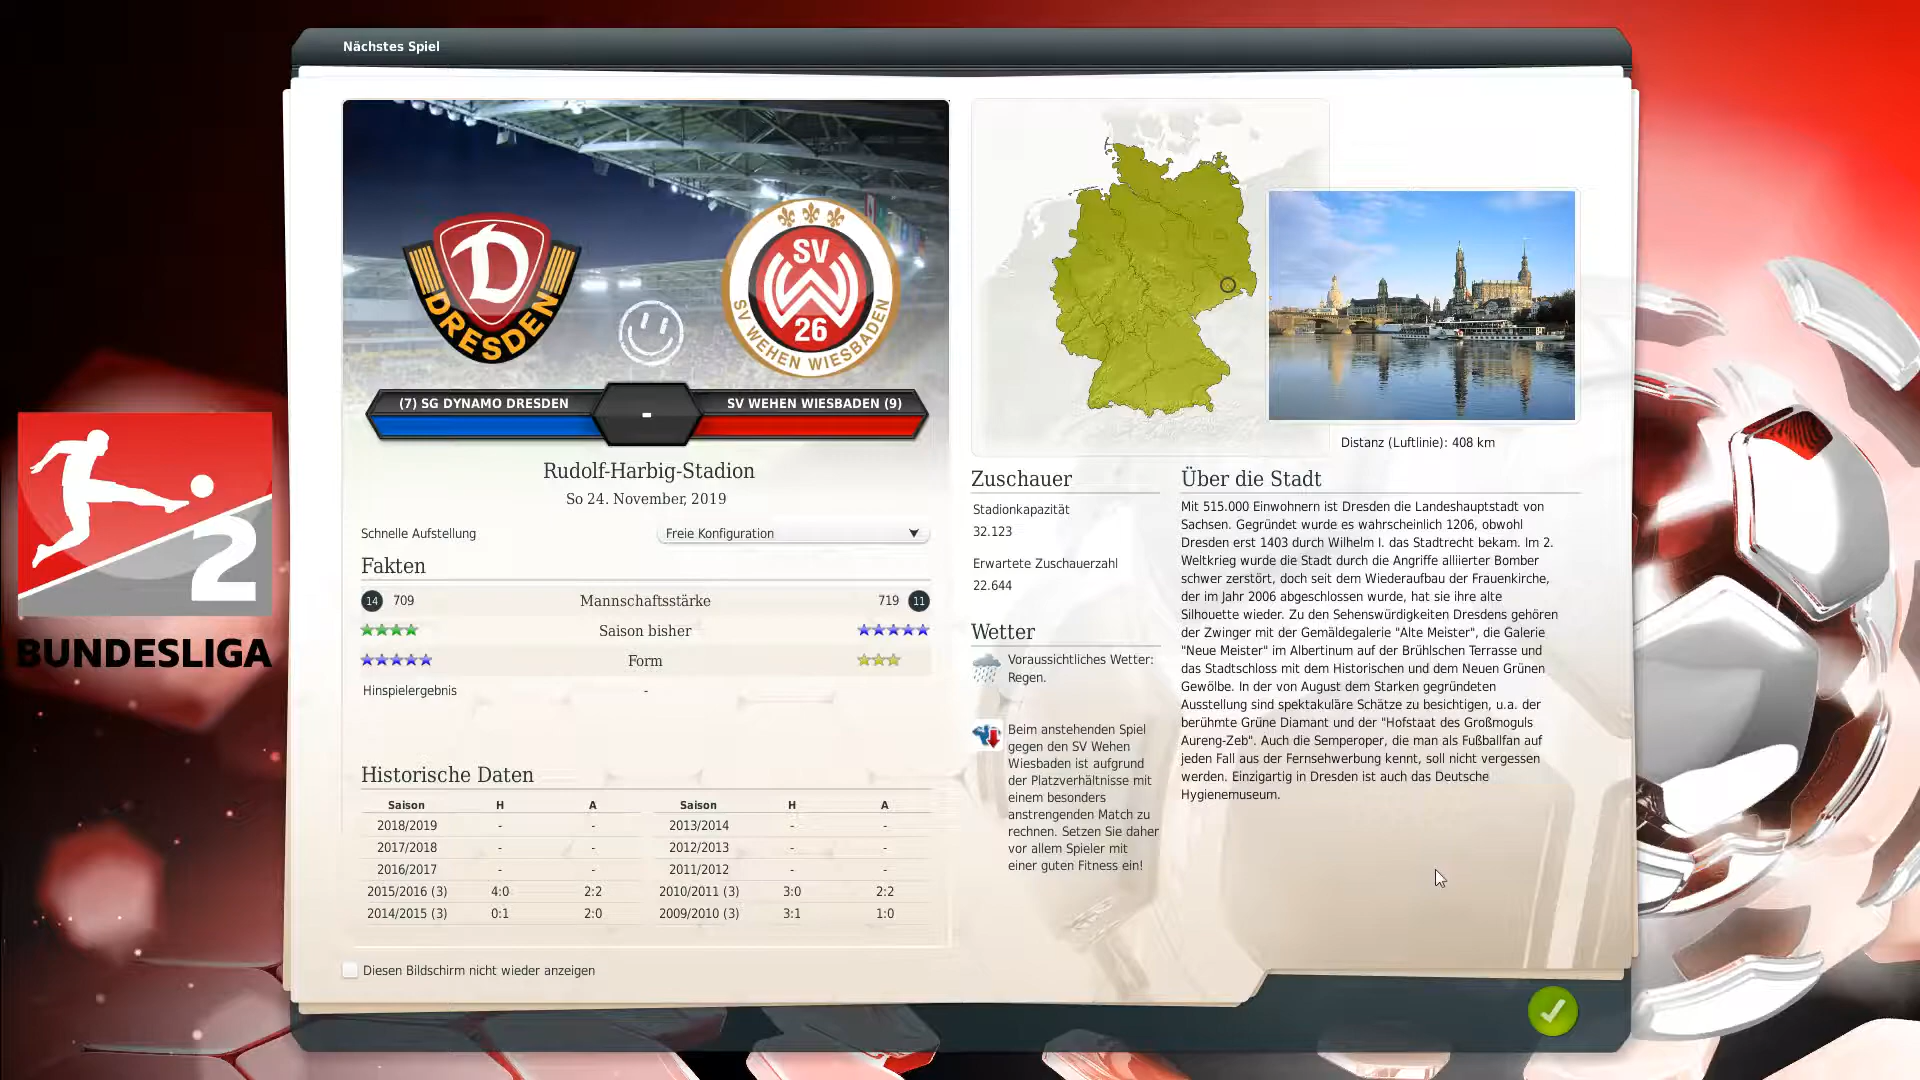 Nächstes Spiel
DRESDEN
SV
26
SV WEHEN WIESBADEN
(7) SG DYNAMO DRESDEN
-
SV WEHEN WIESBADEN (9)
Rudolf-Harbig-Stadion
So 24. November, 2019
Schnelle Aufstellung
Freie Konfiguration
Fakten
14 709 Mannschaftsstärke 719 11
Saison bisher
Form
Hinspielergebnis -
Historische Daten
Saison H A Saison H A
2018/2019 - - 2013/2014 - -
2017/2018 - - 2012/2013 - -
2016/2017 - - 2011/2012 - -
2015/2016 (3) 4:0 2:2 2010/2011 (3) 3:0 2:2
2014/2015 (3) 0:1 2:0 2009/2010 (3) 3:1 1:0
Diesen Bildschirm nicht wieder anzeigen
Distanz (Luftlinie): 408 km
Zuschauer
Stadionkapazität
32.123
Erwartete Zuschauerzahl
22.644
Wetter
Voraussichtliches Wetter:
Regen.
Beim anstehenden Spiel
gegen den SV Wehen
Wiesbaden ist aufgrund
der Platzverhältnisse mit
einem besonders
anstrengenden Match zu
rechnen. Setzen Sie daher
vor allem Spieler mit
einer guten Fitness ein!
Über die Stadt
Mit 515.000 Einwohnern ist Dresden die Landeshauptstadt von
Sachsen. Gegründet wurde es wahrscheinlich 1206, obwohl
Dresden erst 1403 durch Wilhelm I. das Stadtrecht bekam. Im 2.
Weltkrieg wurde die Stadt durch die Angriffe alliierter Bomber
schwer zerstört, doch seit dem Wiederaufbau der Frauenkirche,
der im Jahr 2006 abgeschlossen wurde, hat sie ihre alte
Silhouette wieder. Zu den Sehenswürdigkeiten Dresdens gehören
der Zwinger mit der Gemäldegalerie "Alte Meister", die Galerie
"Neue Meister" im Albertinum auf der Brühlschen Terrasse und
das Stadtschloss mit dem Historischen und dem Neuen Grünen
Gewölbe. In der von August dem Starken gegründeten
Ausstellung sind spektakuläre Schätze zu besichtigen, u.a. der
berühmte Grüne Diamant und der "Hofstaat des Großmoguls
Aureng-Zeb". Auch die Semperoper, die man als Fußballfan auf
jeden Fall aus der Fernsehwerbung kennt, soll nicht vergessen
werden. Einzigartig in Dresden ist auch das Deutsche
Hygienemuseum.
2
BUNDESLIGA